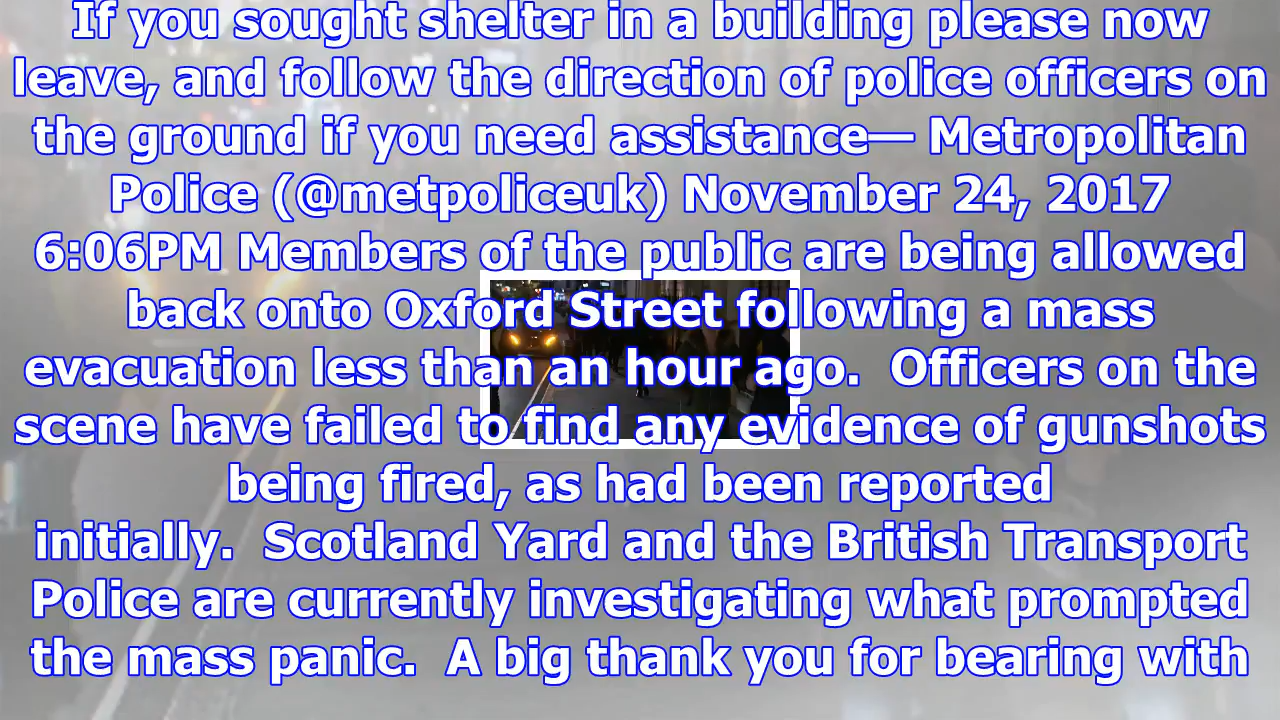 If you sought shelter in a building please now
leave, and follow the direction of police officers on
the ground if you need assistance— Metropolitan
Police (@metpoliceuk) November 24, 2017
6:06PM Members of the public are being allowed
back onto Oxford Street following a mass
evacuation less than an hour ago.  Officers on the
scene have failed to find any evidence of gunshots
being fired, as had been reported
initially.  Scotland Yard and the British Transport
Police are currently investigating what prompted
the mass panic.  A big thank you for bearing with